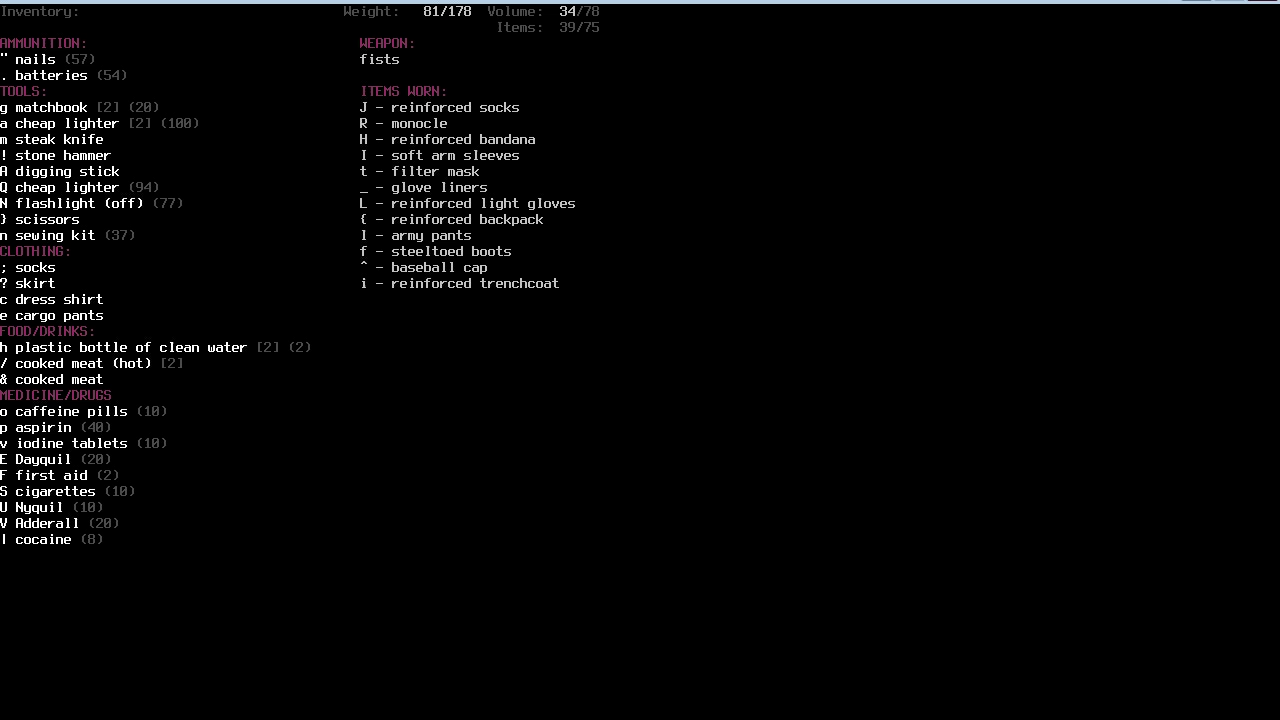 Inventory: Weight: 81/178 Volume: 34/78
Items: 39/75
AMMUNITION:
" nails (57)
. batteries (54)
TOOLS:
g matchbook [2] (20)
a cheap lighter [2] (100)
m steak knife
! stone hammer
A digging stick
Q cheap lighter (94)
N flashlight (off) (77)
} scissors
n sewing kit (37)
CLOTHING:
; socks
? skirt
c dress shirt
e cargo pants
FOOD/DRINKS:
h plastic bottle of clean water [2] (2)
/ cooked meat (hot) [2]
& cooked meat
MEDICINE/DRUGS
o caffeine pills (10)
p aspirin (40)
v iodine tablets (10)
E Dayquil (20)
F first aid (2)
S cigarettes (10)
U Nyquil (10)
V Adderall (20)
| cocaine (8)
WEAPON:
fists
ITEMS WORN:
J - reinforced socks
R - monocle
H - reinforced bandana
I - soft arm sleeves
t - filter mask
_ - glove liners
L - reinforced light gloves
{ - reinforced backpack
I - army pants
f - steeltoed boots
^ - baseball cap
i - reinforced trenchcoat